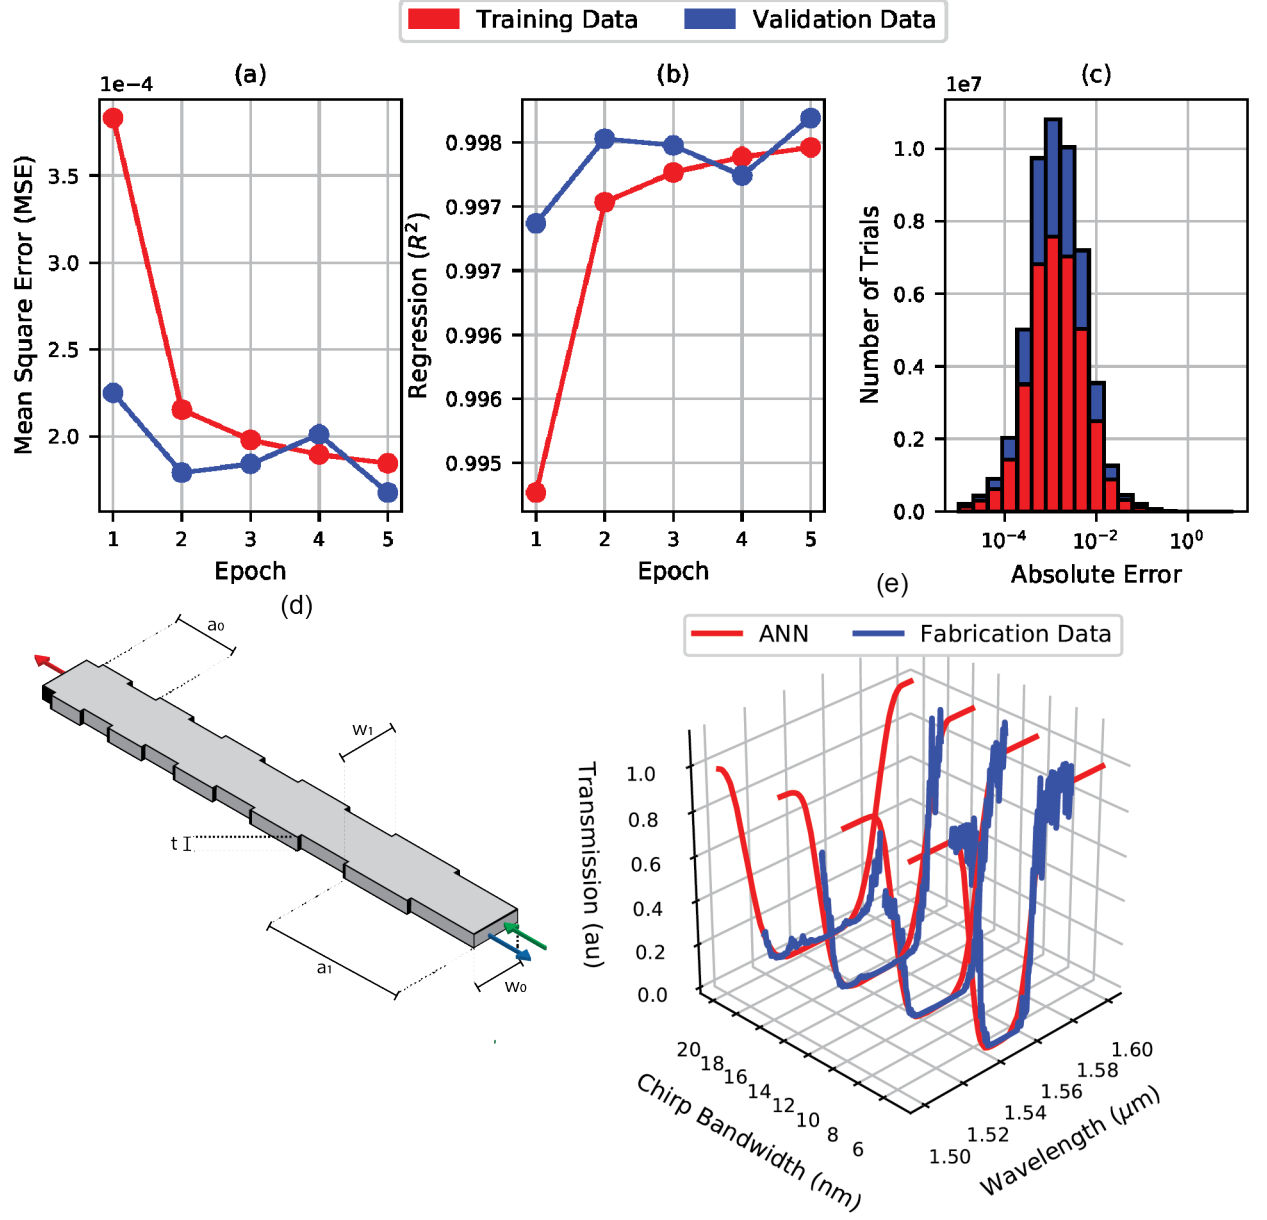 Training Data
Validation Data
(a)
1e−4
3.5
3.0
2.5
2.0
1 2 3 4 5
Epoch
Mean Square Error (MSE)
(b)
0.998
0.997
0.997
0.996
0.996
0.995
1 2 3 4 5
Epoch
Regression (R²)
(c)
1e7
1.0
0.8
0.6
0.4
0.2
0.0
10⁻⁴ 10⁻² 10⁰
Absolute Error
Number of Trials
(d)
a₀
w₁
t
a₁
w₀
(e)
ANN
Fabrication Data
Transmission (au)
1.0
0.8
0.6
0.4
0.2
0.0
20 18 16 14 12 10 8 6
Chirp Bandwidth (nm)
1.50 1.52 1.54 1.56 1.58 1.60
Wavelength (μm)